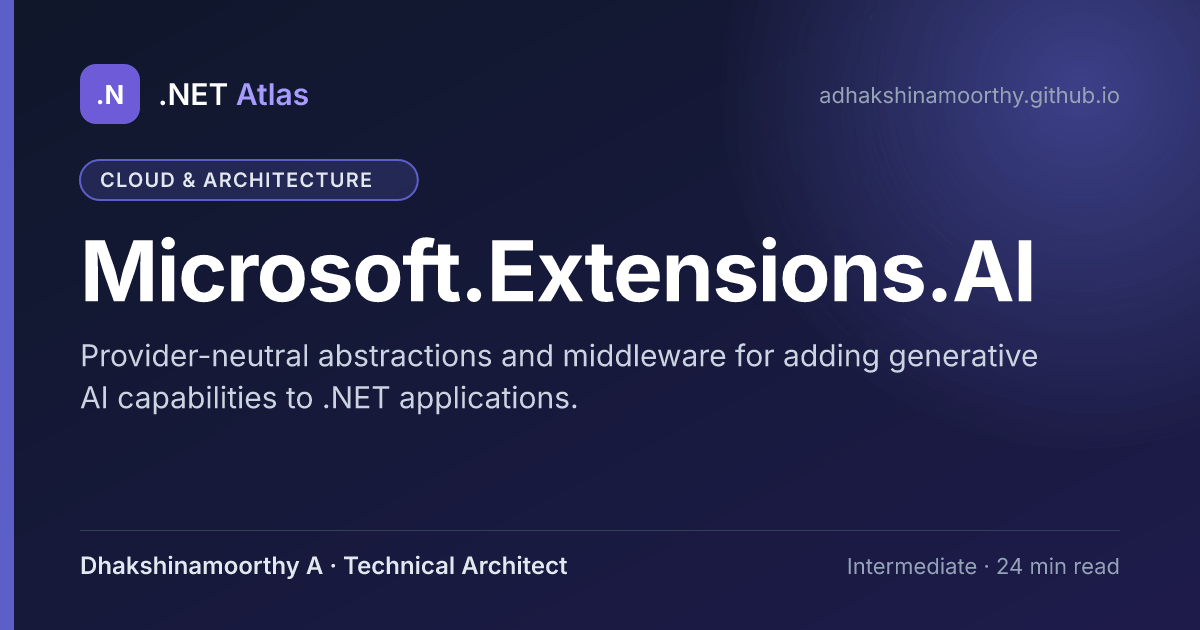 .N
.NET Atlas
adhakshinamoorthy.github.io
CLOUD & ARCHITECTURE
Microsoft.Extensions.AI
Provider-neutral abstractions and middleware for adding generative
AI capabilities to .NET applications.
Dhakshinamoorthy A · Technical Architect
Intermediate · 24 min read